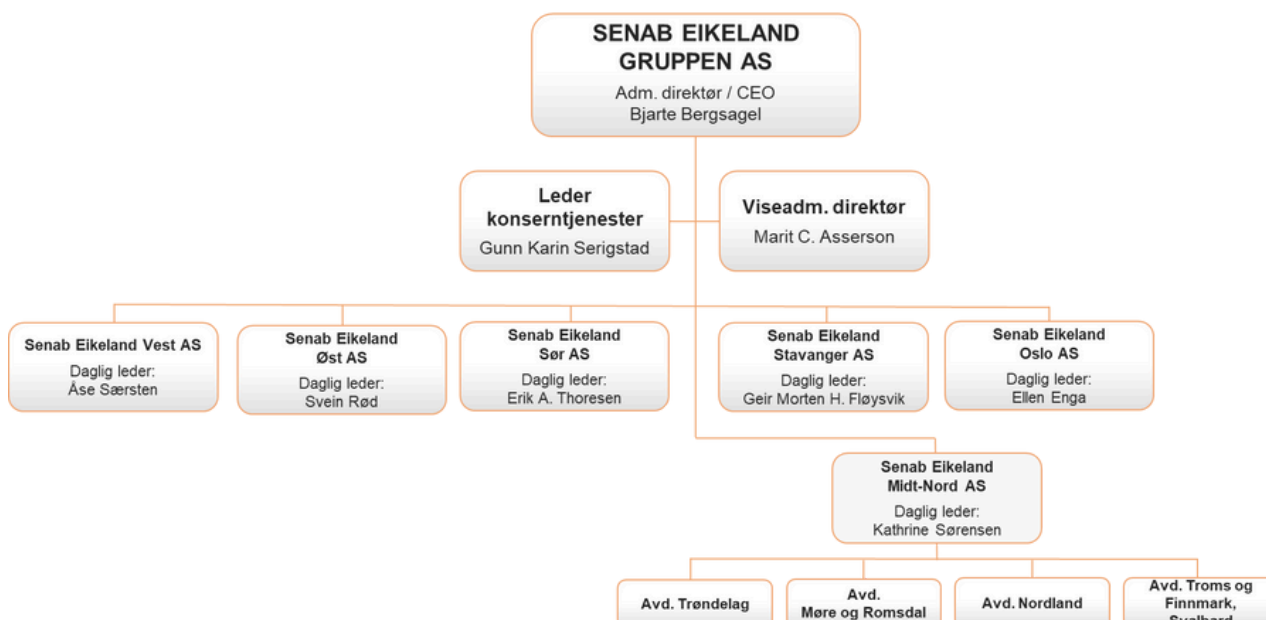 SENAB EIKELAND
GRUPPEN AS
Adm. direktør / CEO
Bjarte Bergsagel
Leder
konserntjenester
Gunn Karin Serigstad
Viseadm. direktør
Marit C. Asserson
Senab Eikeland Vest AS
Daglig leder:
Åse Særsten
Senab Eikeland
Øst AS
Daglig leder:
Svein Rød
Senab Eikeland
Sør AS
Daglig leder:
Erik A. Thoresen
Senab Eikeland
Stavanger AS
Daglig leder:
Geir Morten H. Fløysvik
Senab Eikeland
Oslo AS
Daglig leder:
Ellen Enga
Senab Eikeland
Midt-Nord AS
Daglig leder:
Kathrine Sørensen
Avd. Trøndelag
Avd.
Møre og Romsdal
Avd. Nordland
Avd. Troms og
Finnmark,
Svalbard